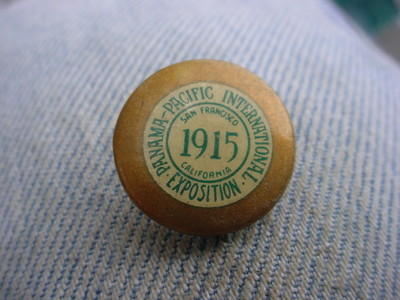 PANAMA-PACIFIC INTERNATIONAL
· EXPOSITION ·
SAN FRANCISCO
1915
CALIFORNIA